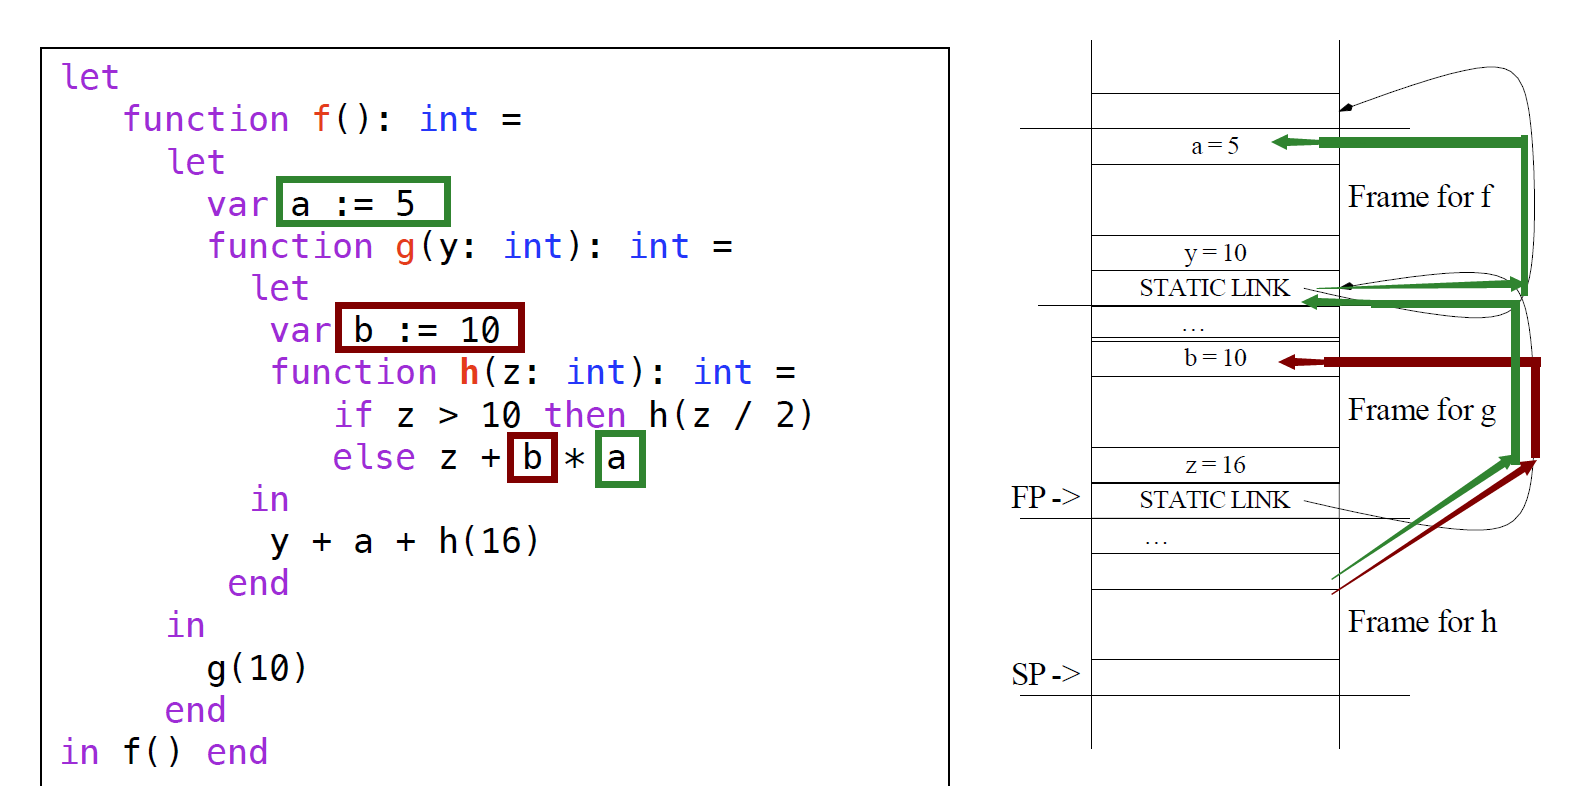 let
function f(): int =
let
var a := 5
function g(y: int): int =
let
var b := 10
function h(z: int): int =
if z > 10 then h(z / 2)
else z + b * a
in
y + a + h(16)
end
in
g(10)
end
in f() end
a = 5
Frame for f
y = 10
STATIC LINK
...
b = 10
Frame for g
z = 16
FP -> STATIC LINK
...
Frame for h
SP ->